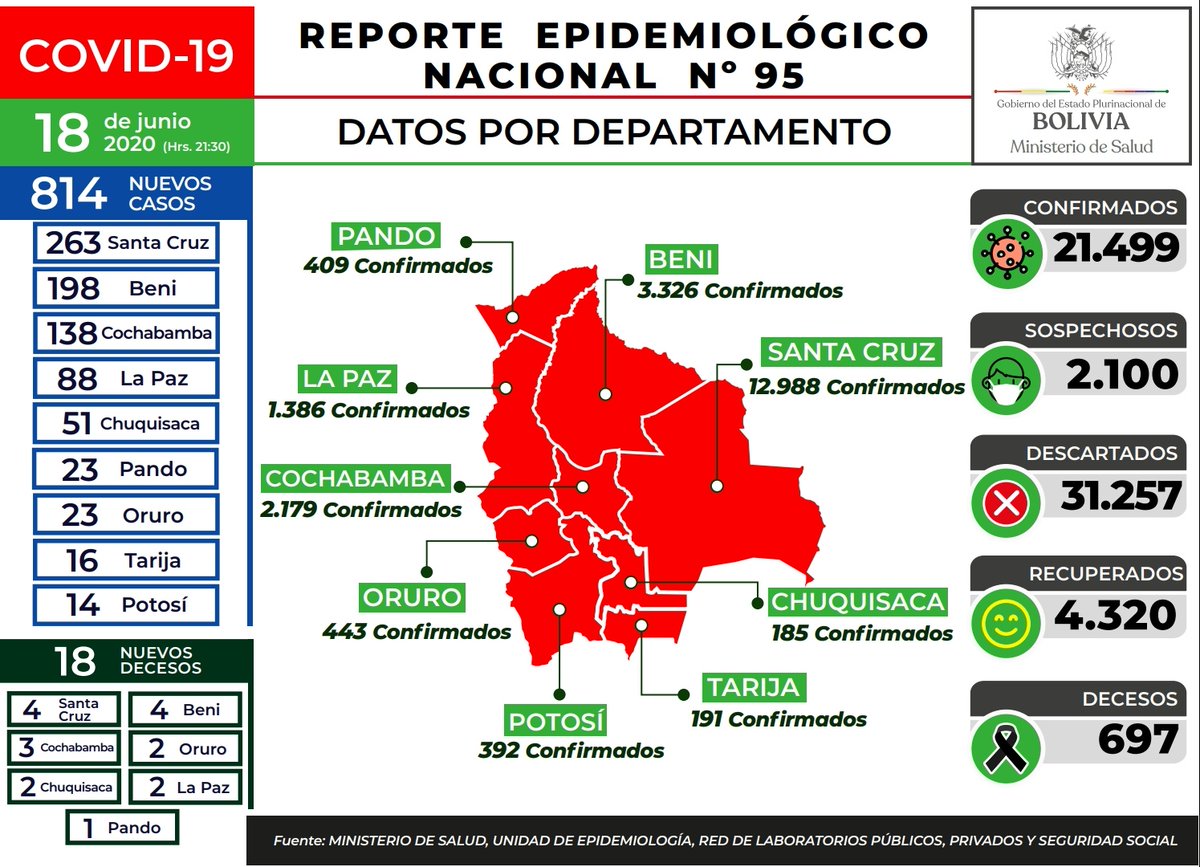 COVID-19
18 de junio
2020 (Hrs. 21:30)
REPORTE EPIDEMIOLÓGICO
NACIONAL Nº 95
DATOS POR DEPARTAMENTO
Gobierno del Estado Plurinacional de
BOLIVIA
Ministerio de Salud
814 NUEVOS
CASOS
263 Santa Cruz
198 Beni
138 Cochabamba
88 La Paz
51 Chuquisaca
23 Pando
23 Oruro
16 Tarija
14 Potosí
18 NUEVOS
DECESOS
4 Santa
Cruz
4 Beni
3 Cochabamba
2 Oruro
2 Chuquisaca
2 La Paz
1 Pando
PANDO
409 Confirmados
BENI
3.326 Confirmados
SANTA CRUZ
12.988 Confirmados
LA PAZ
1.386 Confirmados
COCHABAMBA
2.179 Confirmados
ORURO
443 Confirmados
CHUQUISACA
185 Confirmados
TARIJA
191 Confirmados
POTOSÍ
392 Confirmados
CONFIRMADOS
21.499
SOSPECHOSOS
2.100
DESCARTADOS
31.257
RECUPERADOS
4.320
DECESOS
697
Fuente: MINISTERIO DE SALUD, UNIDAD DE EPIDEMIOLOGÍA, RED DE LABORATORIOS PÚBLICOS, PRIVADOS Y SEGURIDAD SOCIAL